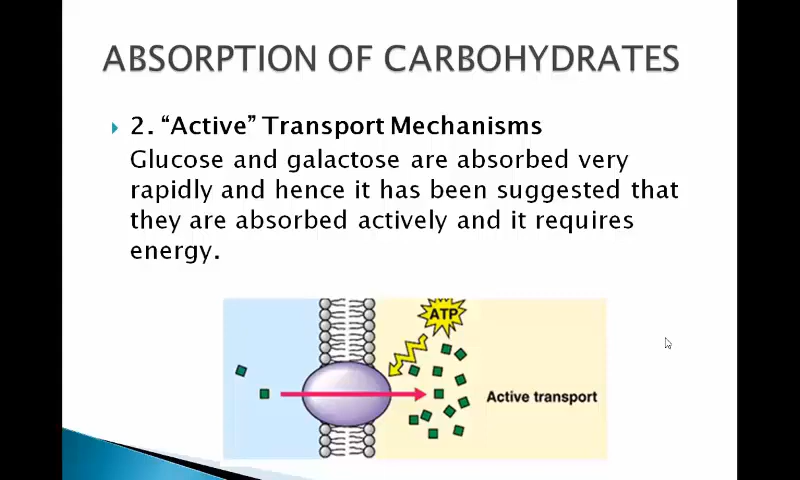 ABSORPTION OF CARBOHYDRATES
2. “Active” Transport Mechanisms
Glucose and galactose are absorbed very
rapidly and hence it has been suggested that
they are absorbed actively and it requires
energy.
ATP
Active transport